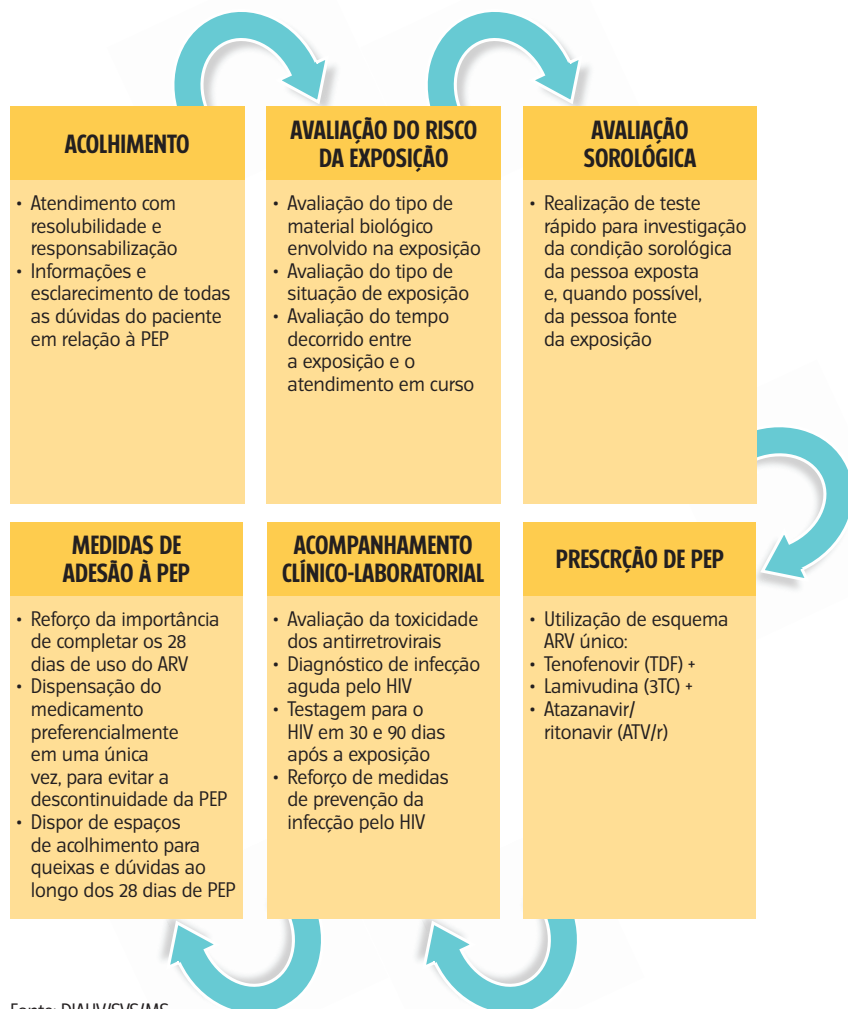 ACOLHIMENTO
• Atendimento com
resolubilidade e
responsabilização
• Informações e
esclarecimento de todas
as dúvidas do paciente
em relação à PEP
AVALIAÇÃO DO RISCO
DA EXPOSIÇÃO
• Avaliação do tipo de
material biológico
envolvido na exposição
• Avaliação do tipo de
situação de exposição
• Avaliação do tempo
decorrido entre
a exposição e o
atendimento em curso
AVALIAÇÃO
SOROLÓGICA
• Realização de teste
rápido para investigação
da condição sorológica
da pessoa exposta
e, quando possível,
da pessoa fonte
da exposição
PRESCRÇÃO DE PEP
• Utilização de esquema
ARV único:
• Tenofenovir (TDF) +
• Lamivudina (3TC) +
• Atazanavir/
ritonavir (ATV/r)
ACOMPANHAMENTO
CLÍNICO-LABORATORIAL
• Avaliação da toxicidade
dos antirretrovirais
• Diagnóstico de infecção
aguda pelo HIV
• Testagem para o
HIV em 30 e 90 dias
após a exposição
• Reforço de medidas
de prevenção da
infecção pelo HIV
MEDIDAS DE
ADESÃO À PEP
• Reforço da importância
de completar os 28
dias de uso do ARV
• Dispensação do
medicamento
preferencialmente
em uma única
vez, para evitar a
descontinuidade da PEP
• Dispor de espaços
de acolhimento para
queixas e dúvidas ao
longo dos 28 dias de PEP
Fonte: DIAHV/SVS/MS